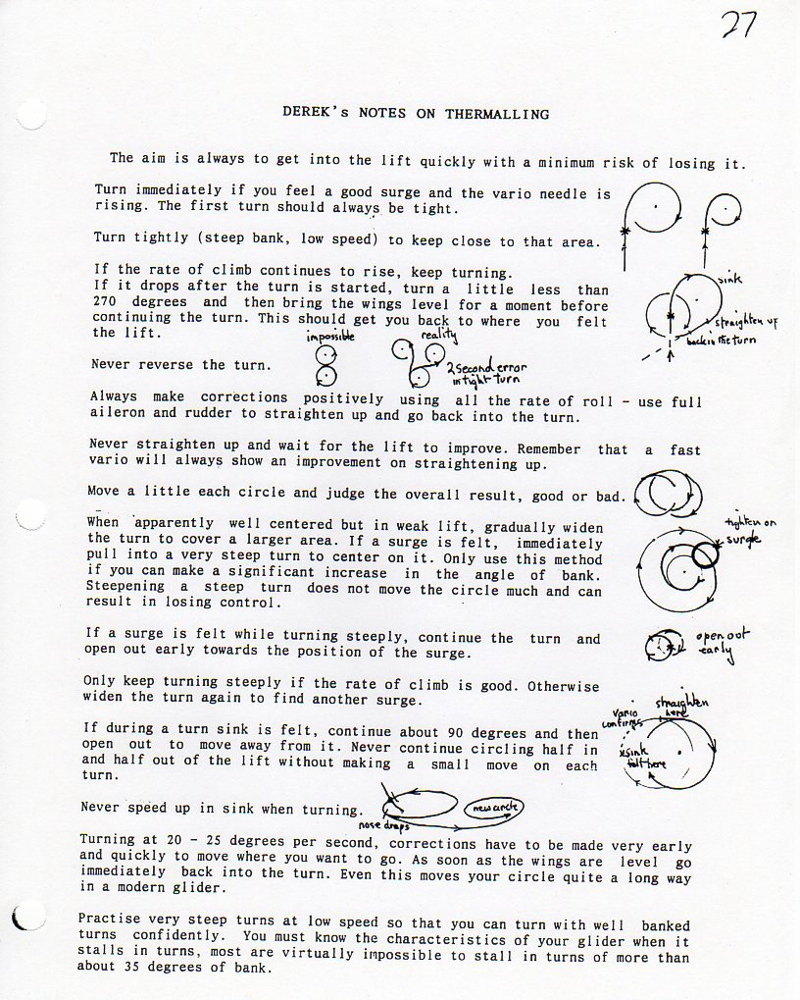 27
DEREK's NOTES ON THERMALLING
The aim is always to get into the lift quickly with a minimum risk of losing it.
Turn immediately if you feel a good surge and the vario needle is
rising. The first turn should always be tight.
Turn tightly (steep bank, low speed) to keep close to that area.
If the rate of climb continues to rise, keep turning.
If it drops after the turn is started, turn a little less than
270 degrees and then bring the wings level for a moment before
continuing the turn. This should get you back to where you felt
the lift.
sink
straighten up
back in the turn
impossible
reality
Never reverse the turn.
2 second error
in tight turn
Always make corrections positively using all the rate of roll - use full
aileron and rudder to straighten up and go back into the turn.
Never straighten up and wait for the lift to improve. Remember that a fast
vario will always show an improvement on straightening up.
Move a little each circle and judge the overall result, good or bad.
When apparently well centered but in weak lift, gradually widen
the turn to cover a larger area. If a surge is felt, immediately
pull into a very steep turn to center on it. Only use this method
if you can make a significant increase in the angle of bank.
Steepening a steep turn does not move the circle much and can
result in losing control.
tighten on
surge
If a surge is felt while turning steeply, continue the turn and
open out early towards the position of the surge.
open out
early
Only keep turning steeply if the rate of climb is good. Otherwise
widen the turn again to find another surge.
straighten
here
vario
confirms
If during a turn sink is felt, continue about 90 degrees and then
open out to move away from it. Never continue circling half in
and half out of the lift without making a small move on each
turn.
sink
felt here
Never speed up in sink when turning.
new circle
nose drops
Turning at 20 - 25 degrees per second, corrections have to be made very early
and quickly to move where you want to go. As soon as the wings are level go
immediately back into the turn. Even this moves your circle quite a long way
in a modern glider.
Practise very steep turns at low speed so that you can turn with well banked
turns confidently. You must know the characteristics of your glider when it
stalls in turns, most are virtually impossible to stall in turns of more than
about 35 degrees of bank.